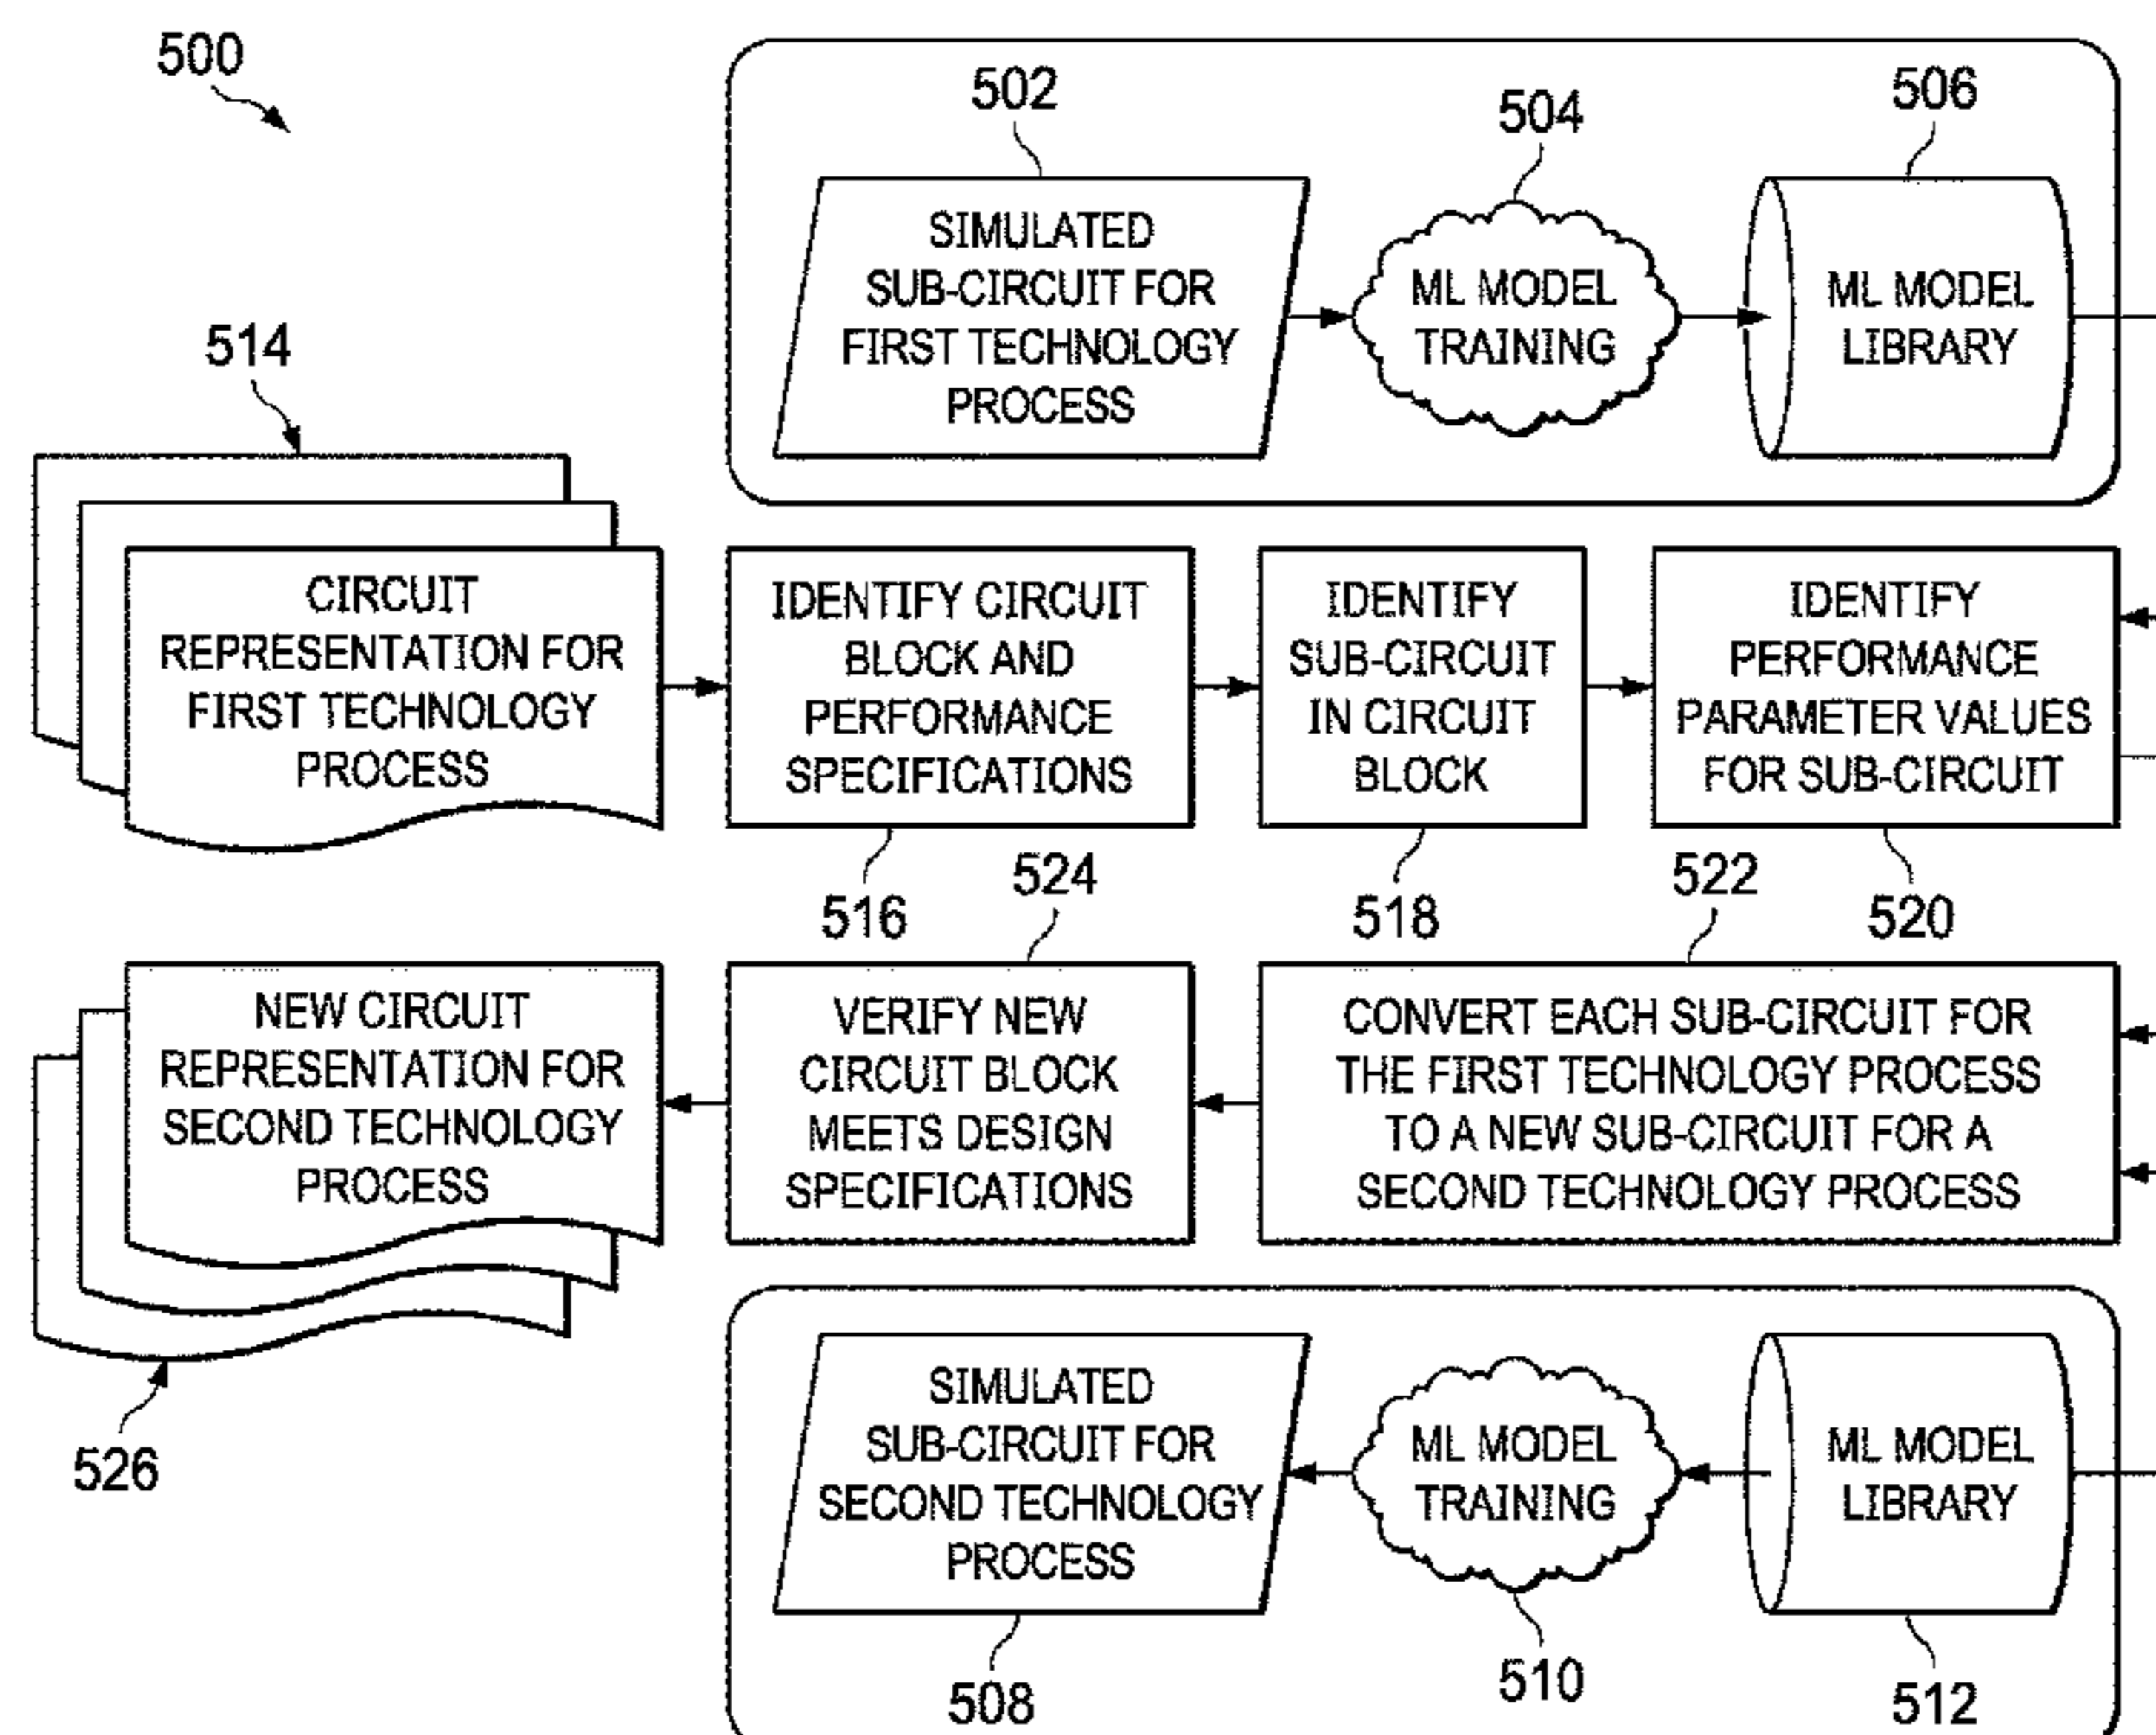 500
502
504
506
SIMULATED
SUB-CIRCUIT FOR
FIRST TECHNOLOGY
PROCESS
ML MODEL
TRAINING
ML MODEL
LIBRARY
514
CIRCUIT
REPRESENTATION FOR
FIRST TECHNOLOGY
PROCESS
IDENTIFY CIRCUIT
BLOCK AND
PERFORMANCE
SPECIFICATIONS
IDENTIFY
SUB-CIRCUIT
IN CIRCUIT
BLOCK
IDENTIFY
PERFORMANCE
PARAMETER VALUES
FOR SUB-CIRCUIT
516
518
520
524
522
NEW CIRCUIT
REPRESENTATION FOR
SECOND TECHNOLOGY
PROCESS
VERIFY NEW
CIRCUIT BLOCK
MEETS DESIGN
SPECIFICATIONS
CONVERT EACH SUB-CIRCUIT FOR
THE FIRST TECHNOLOGY PROCESS
TO A NEW SUB-CIRCUIT FOR A
SECOND TECHNOLOGY PROCESS
526
SIMULATED
SUB-CIRCUIT FOR
SECOND TECHNOLOGY
PROCESS
ML MODEL
TRAINING
ML MODEL
LIBRARY
508
510
512